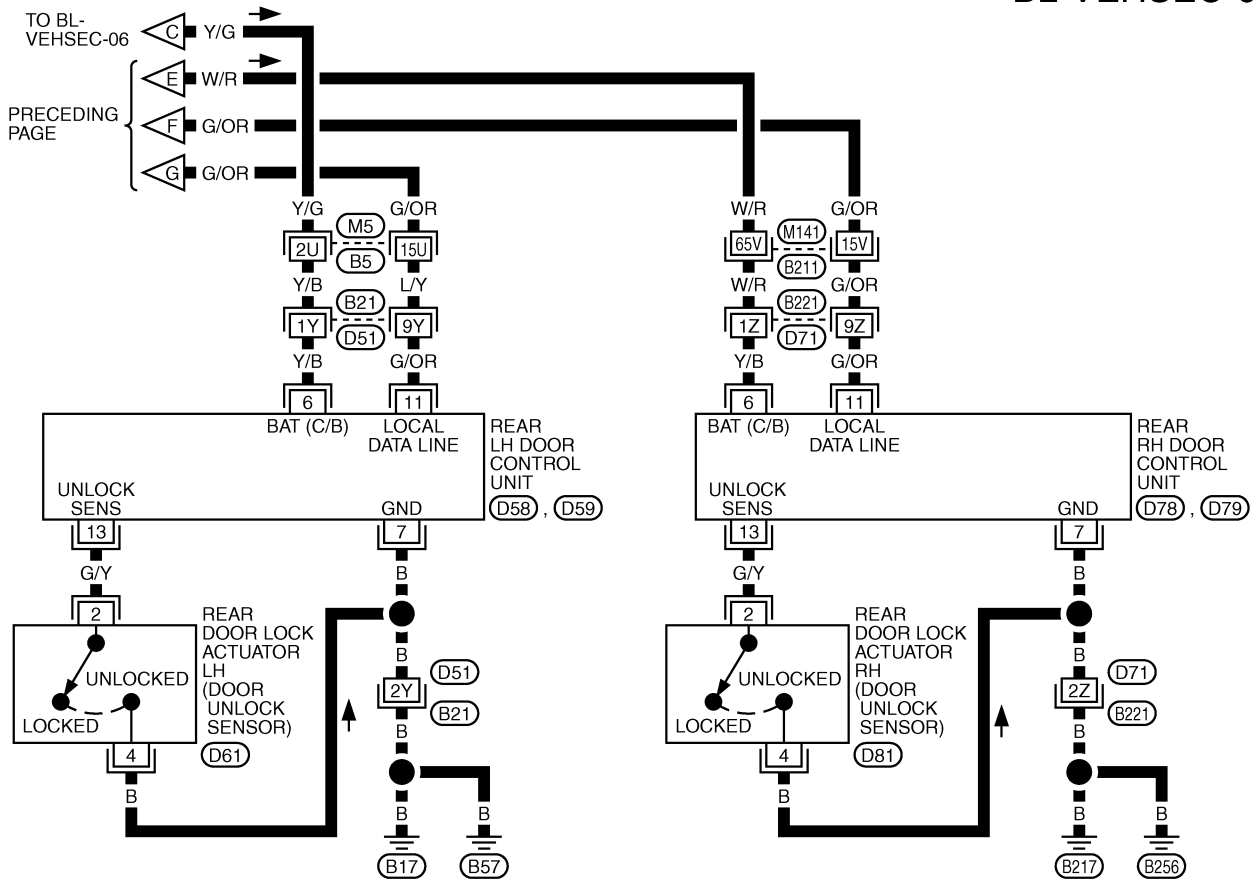 BL-VEHSEC-0
TO BL-
VEHSEC-06
C Y/G
E W/R
PRECEDING
PAGE
F G/OR
G G/OR
Y/G G/OR W/R G/OR
2U M5 15U 65V M141 15V
B5 B211
Y/B L/Y W/R G/OR
B21 B221
1Y 9Y 1Z 9Z
D51 D71
Y/B G/OR Y/B G/OR
6 11 6 11
BAT (C/B) LOCAL
DATA LINE
REAR
LH DOOR
CONTROL
UNIT
D58 , D59
UNLOCK
SENS
GND
13 7
BAT (C/B) LOCAL
DATA LINE
REAR
RH DOOR
CONTROL
UNIT
D78 , D79
UNLOCK
SENS
GND
13 7
G/Y B
2
REAR
DOOR LOCK
ACTUATOR
LH
(DOOR
UNLOCK
SENSOR)
D61
UNLOCKED
LOCKED
4
B
B
D51
2Y
B21
B
B B
B17 B57
G/Y B
2
REAR
DOOR LOCK
ACTUATOR
RH
(DOOR
UNLOCK
SENSOR)
D81
UNLOCKED
LOCKED
4
B
B
D71
2Z
B221
B
B B
B217 B256